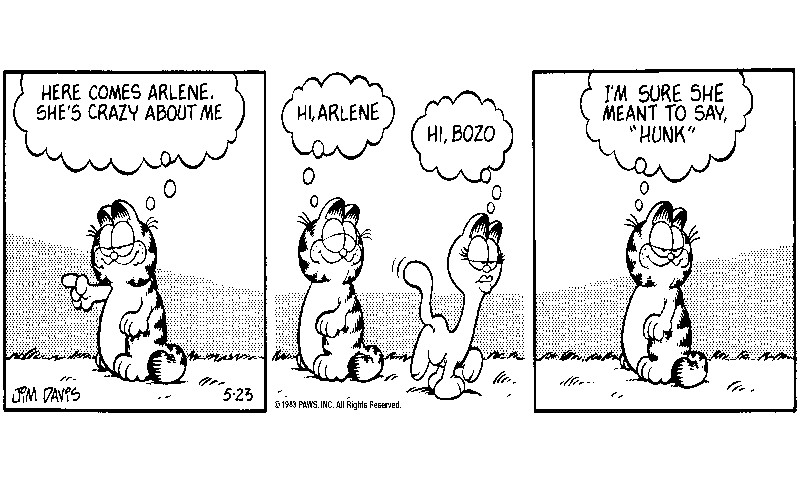 HERE COMES ARLENE.
SHE'S CRAZY ABOUT ME
JIM DAVIS
5-23
HI, ARLENE
HI, BOZO
© 1983 PAWS, INC. All Rights Reserved.
I'M SURE SHE
MEANT TO SAY,
"HUNK"